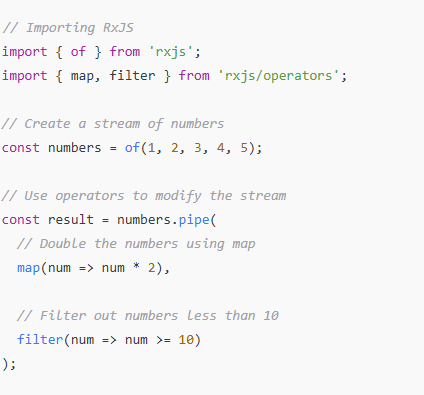 // Importing RxJS
import { of } from 'rxjs';
import { map, filter } from 'rxjs/operators';
// Create a stream of numbers
const numbers = of(1, 2, 3, 4, 5);
// Use operators to modify the stream
const result = numbers.pipe(
// Double the numbers using map
map(num => num * 2),
// Filter out numbers less than 10
filter(num => num >= 10)
);